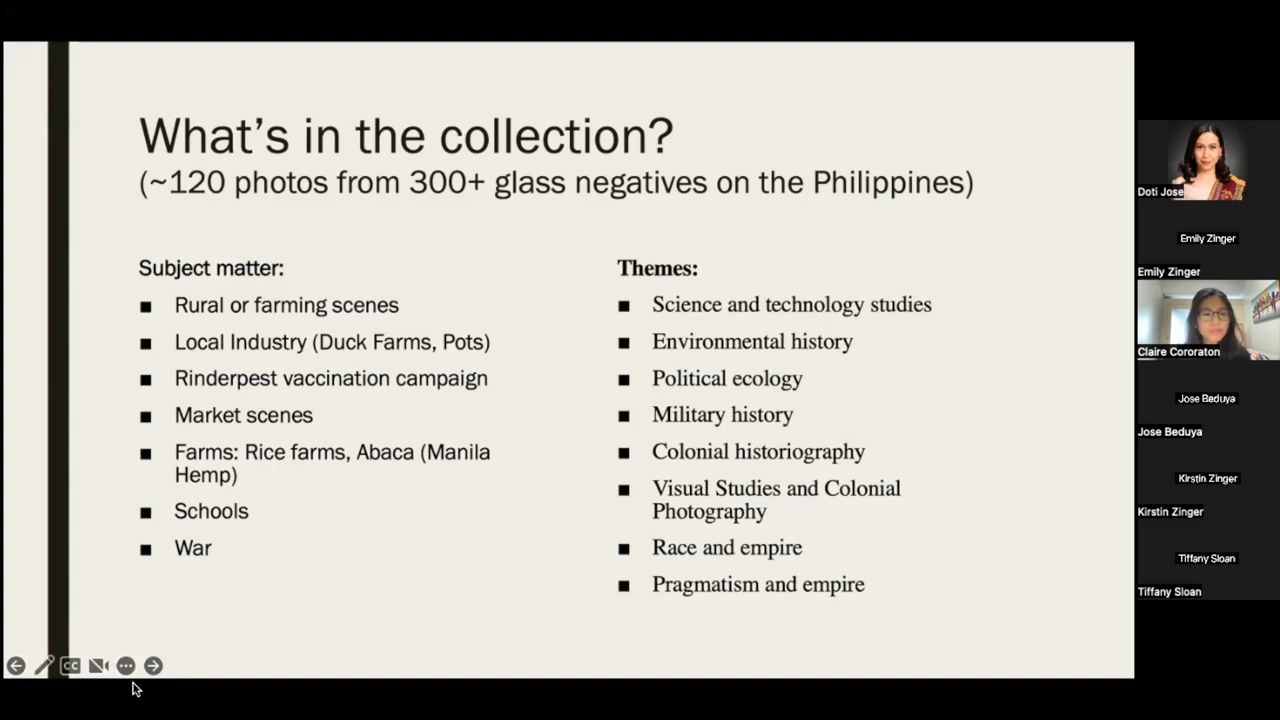 What's in the collection?
(~120 photos from 300+ glass negatives on the Philippines)
Subject matter:
Rural or farming scenes
Local Industry (Duck Farms, Pots)
Rinderpest vaccination campaign
Market scenes
Farms: Rice farms, Abaca (Manila
Hemp)
Schools
War
Themes:
Science and technology studies
Environmental history
Political ecology
Military history
Colonial historiography
Visual Studies and Colonial
Photography
Race and empire
Pragmatism and empire
CC
Doti Jose
Emily Zinger
Emily Zinger
Claire Cororaton
Jose Beduya
Jose Beduya
Kirstin Zinger
Kirstin Zinger
Tiffany Sloan
Tiffany Sloan